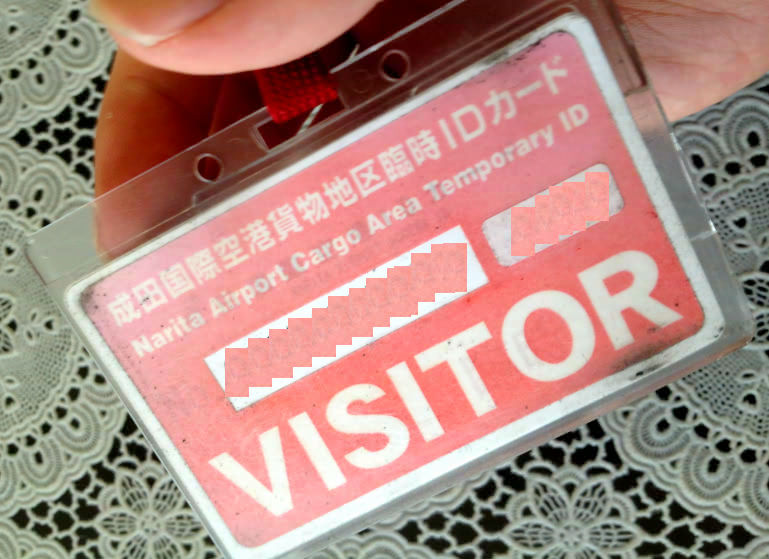 成田国際空港貨物地区臨時IDカード
Narita Airport Cargo Area Temporary ID
VISITOR